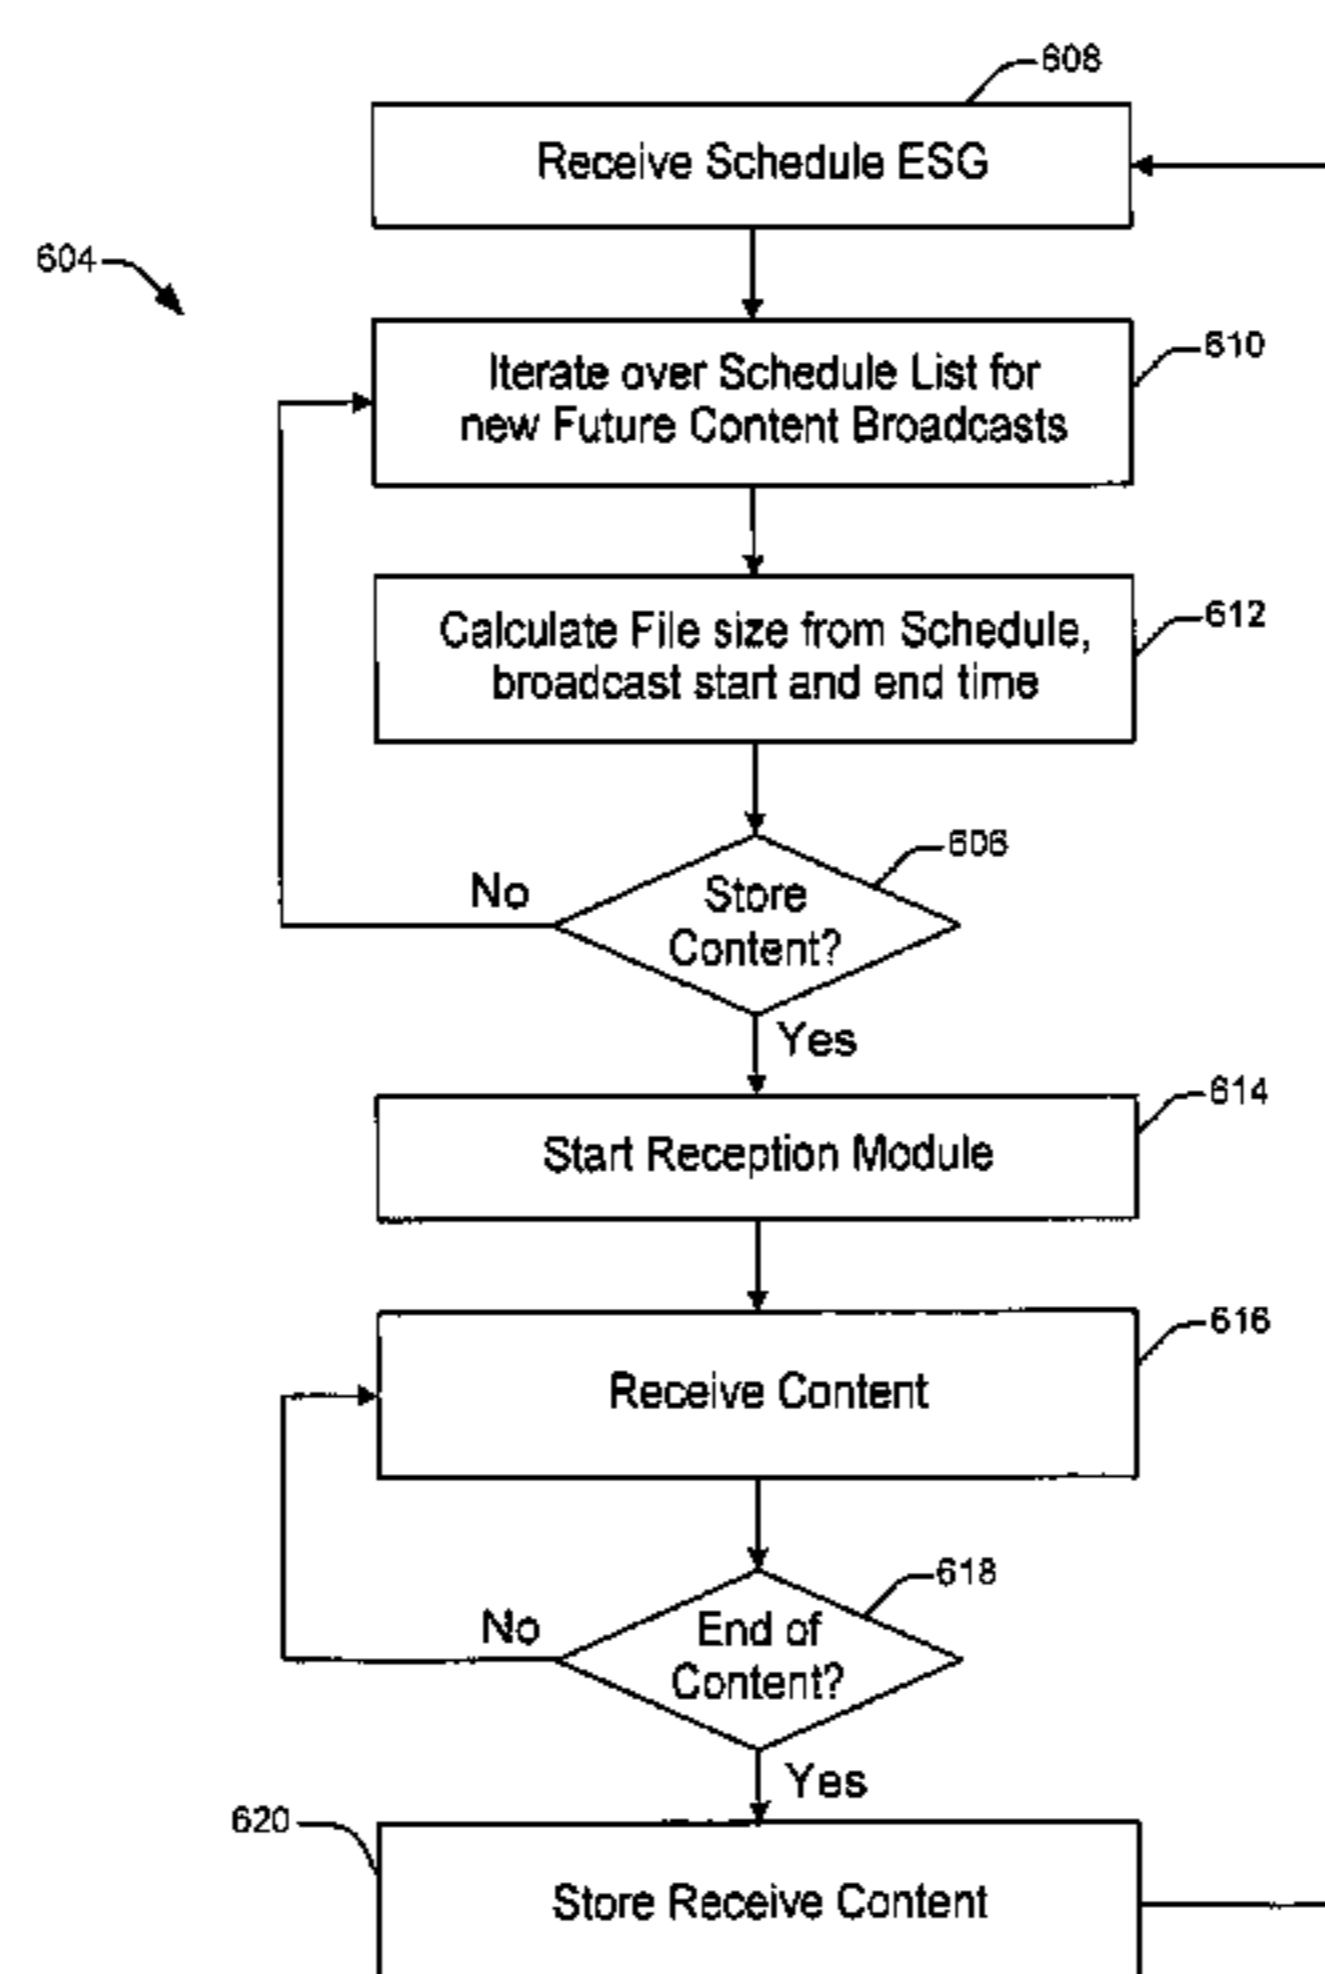 608
Receive Schedule ESG
604
610
Iterate over Schedule List for
new Future Content Broadcasts
612
Calculate File size from Schedule,
broadcast start and end time
606
No
Store
Content?
Yes
614
Start Reception Module
616
Receive Content
618
No
End of
Content?
Yes
620
Store Receive Content